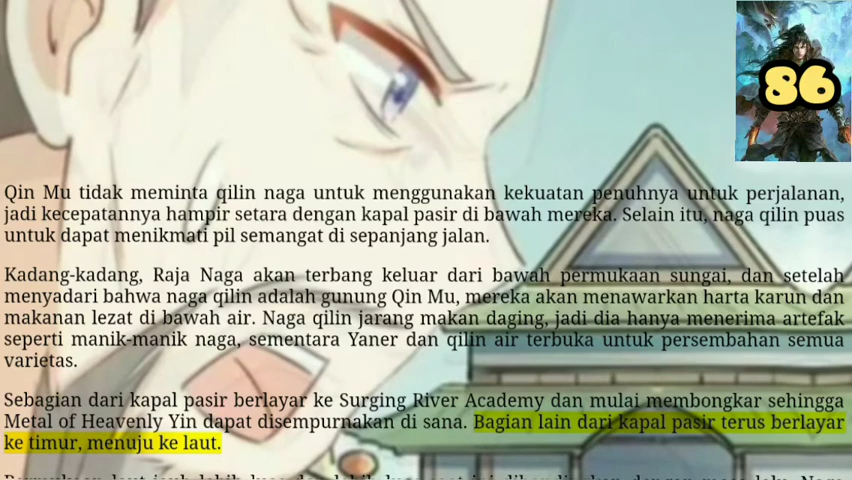 86
Qin Mu tidak meminta qilin naga untuk menggunakan kekuatan penuhnya untuk perjalanan,
jadi kecepatannya hampir setara dengan kapal pasir di bawah mereka. Selain itu, naga qilin puas
untuk dapat menikmati pil semangat di sepanjang jalan.
Kadang-kadang, Raja Naga akan terbang keluar dari bawah permukaan sungai, dan setelah
menyadari bahwa naga qilin adalah gunung Qin Mu, mereka akan menawarkan harta karun dan
makanan lezat di bawah air. Naga qilin jarang makan daging, jadi dia hanya menerima artefak
seperti manik-manik naga, sementara Yaner dan qilin air terbuka untuk persembahan semua
varietas.
Sebagian dari kapal pasir berlayar ke Surging River Academy dan mulai membongkar sehingga
Metal of Heavenly Yin dapat disempurnakan di sana. Bagian lain dari kapal pasir terus berlayar
ke timur, menuju ke laut.